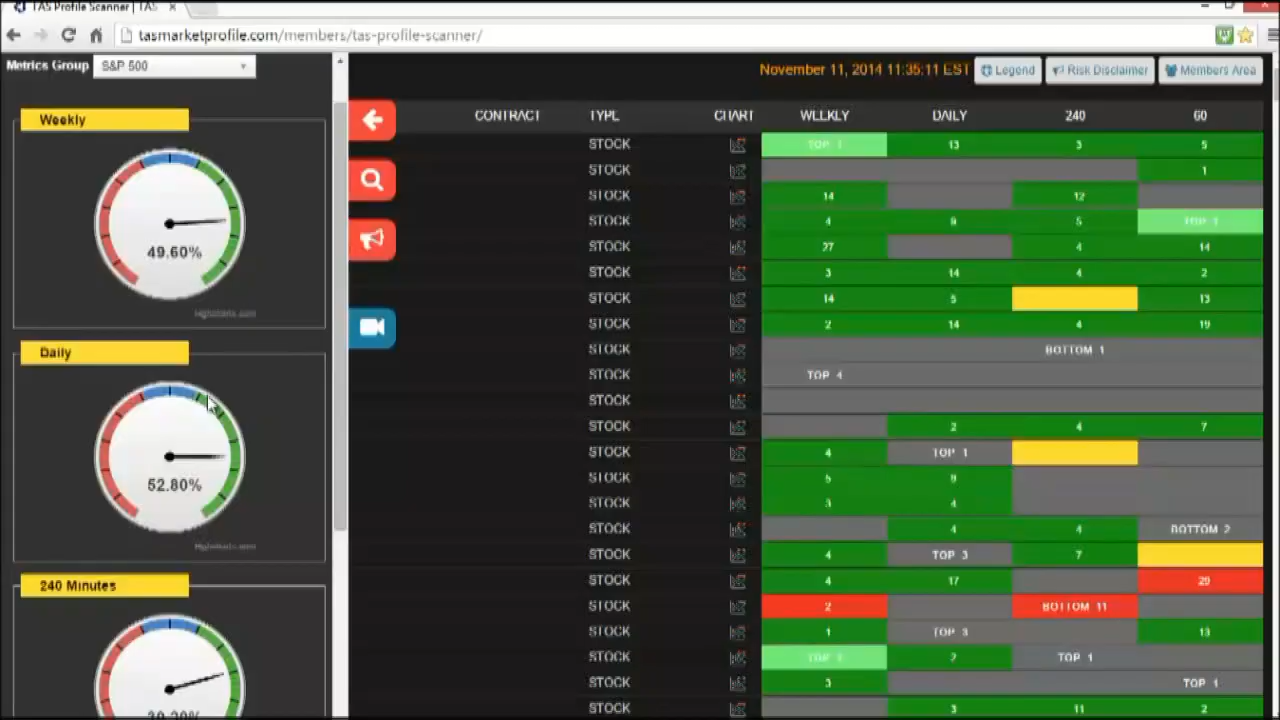 TAS Profile Scanner | TAS
tasmarketprofile.com/members/tas-profile-scanner/
Metrics Group S&P 500
November 11, 2014 11:35:11 EST Legend Risk Disclaimer Members Area
Weekly
49.60%
Highcharts.com
Daily
52.80%
Highcharts.com
240 Minutes
CONTRACT TYPE CHART WEEKLY DAILY 240 60
STOCK TOP 13 3 5
STOCK 1
STOCK 14 12
STOCK 4 9 5 TOP
STOCK 27 4 14
STOCK 3 14 4 2
STOCK 14 5 13
STOCK 2 14 4 19
STOCK BOTTOM 1
STOCK TOP 4
STOCK
STOCK 2 4 7
STOCK 4 TOP 1
STOCK 5
STOCK 3 4
STOCK 4 4 BOTTOM 2
STOCK 4 TOP 3 7
STOCK 4 17 29
STOCK 2 BOTTOM 11
STOCK 1 TOP 3 13
STOCK TOP 2 TOP 1
STOCK 3 TOP 1
STOCK 3 11 2